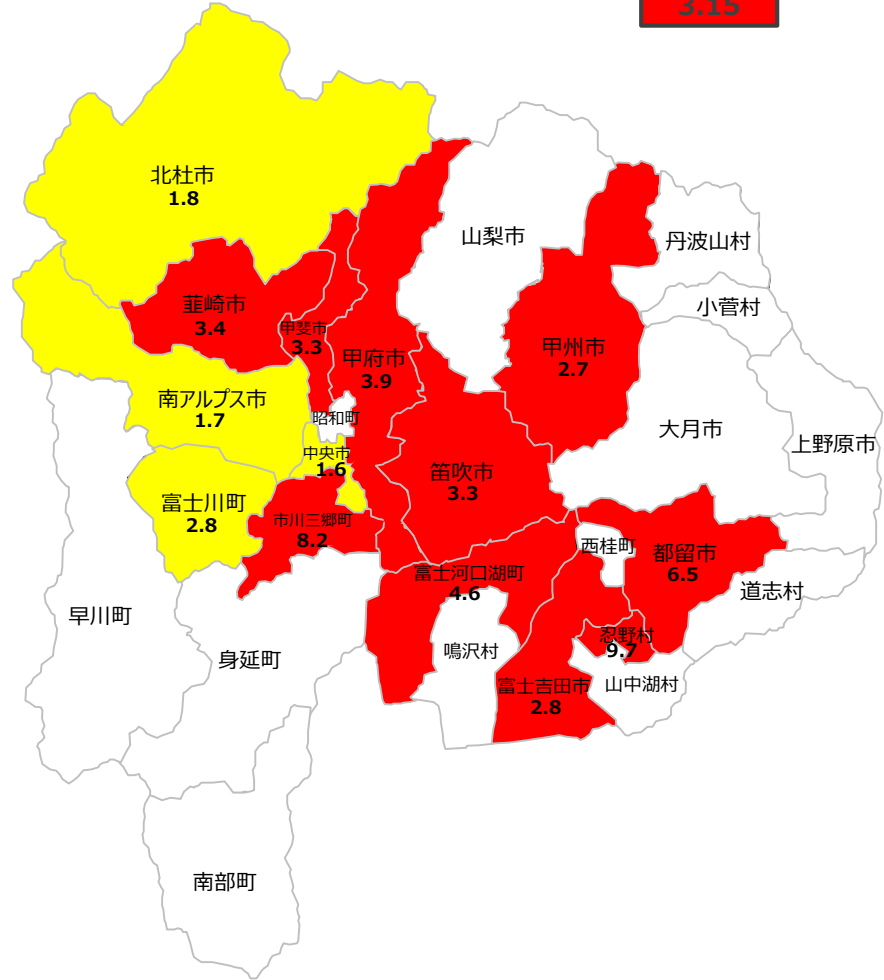 3.15
北杜市
1.8
山梨市
丹波山村
韮崎市
3.4
小菅村
甲斐市
3.3
甲府市
3.9
甲州市
2.7
南アルプス市
1.7
昭和町
大月市
上野原市
中央市
1.6
笛吹市
3.3
富士川町
2.8
市川三郷町
8.2
西桂町
都留市
6.5
富士河口湖町
4.6
道志村
早川町
忍野村
9.7
鳴沢村
身延町
富士吉田市
2.8
山中湖村
南部町